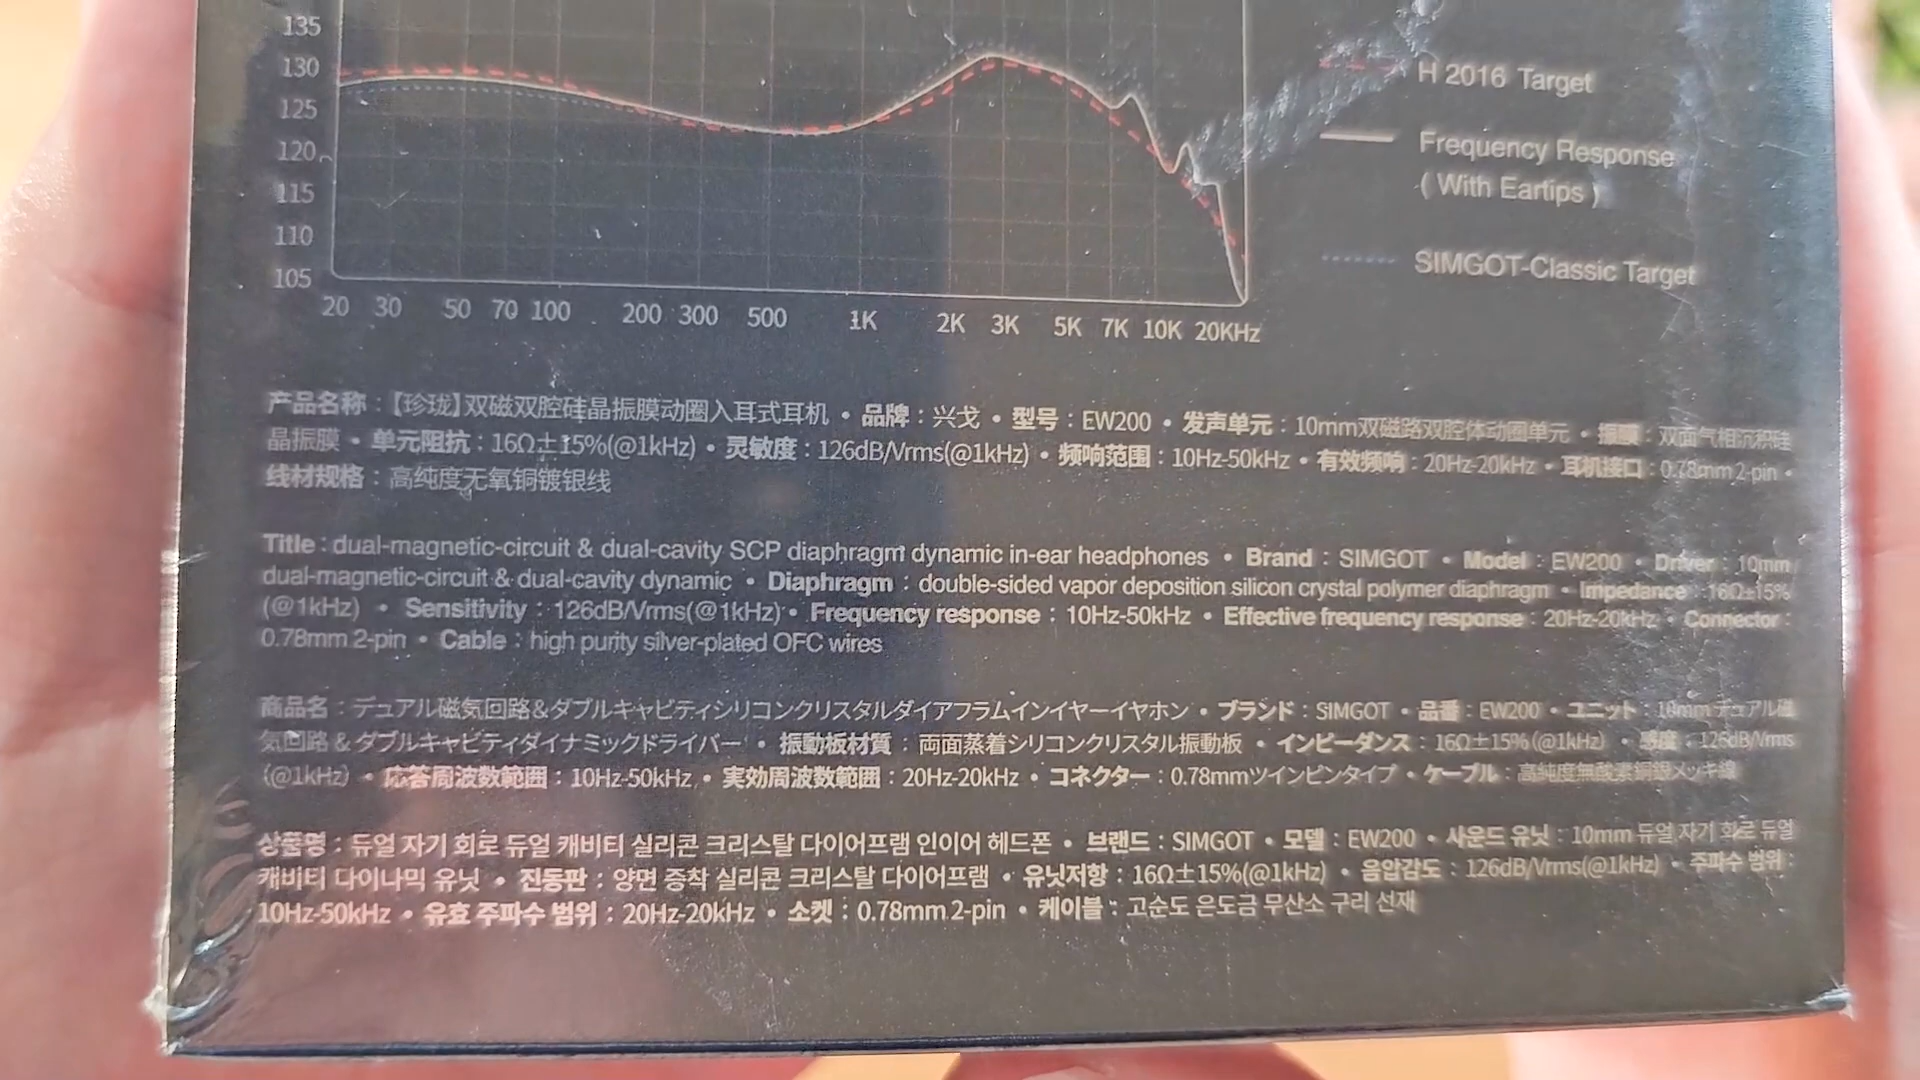 135
130
125
120
115
110
105
20 30 50 70 100 200 300 500 1K 2K 3K 5K 7K 10K 20KHz
H 2016 Target
Frequency Response
( With Eartips )
SIMGOT-Classic Target
产品名称：【珍珑】双磁双腔硅晶振膜动圈入耳式耳机 • 品牌：兴戈 • 型号：EW200 • 发声单元：10mm双磁路双腔体动圈单元 • 振膜：双面气相沉积硅
晶振膜 • 单元阻抗：16Ω±15%(@1kHz) • 灵敏度：126dB/Vrms(@1kHz) • 频响范围：10Hz-50kHz • 有效频响：20Hz-20kHz • 耳机接口：0.78mm 2-pin •
线材规格：高纯度无氧铜镀银线
Title : dual-magnetic-circuit & dual-cavity SCP diaphragm dynamic in-ear headphones • Brand : SIMGOT • Model : EW200 • Driver : 10mm
dual-magnetic-circuit & dual-cavity dynamic • Diaphragm : double-sided vapor deposition silicon crystal polymer diaphragm • Impedance : 16Ω±15%
(@1kHz) • Sensitivity : 126dB/Vrms(@1kHz) • Frequency response : 10Hz-50kHz • Effective frequency response : 20Hz-20kHz • Connector :
0.78mm 2-pin • Cable : high purity silver-plated OFC wires
商品名：デュアル磁気回路&ダブルキャビティシリコンクリスタルダイアフラムインイヤーイヤホン • ブランド：SIMGOT • 品番：EW200 • ユニット：10mmデュアル磁
気回路 & ダブルキャビティダイナミックドライバー • 振動板材質：両面蒸着シリコンクリスタル振動板 • インピーダンス：16Ω±15%(@1kHz) • 感度：126dB/Vrms
(@1kHz) • 応答周波数範囲：10Hz-50kHz • 実効周波数範囲：20Hz-20kHz • コネクター：0.78mmツインピンタイプ • ケーブル：高純度無酸素銅銀メッキ線
상품명 : 듀얼 자기 회로 듀얼 캐비티 실리콘 크리스탈 다이어프램 인이어 헤드폰 • 브랜드 : SIMGOT • 모델 : EW200 • 사운드 유닛 : 10mm 듀얼 자기 회로 듀얼
캐비티 다이나믹 유닛 • 진동판 : 양면 증착 실리콘 크리스탈 다이어프램 • 유닛저항 : 16Ω±15%(@1kHz) • 음압감도 : 126dB/Vrms(@1kHz) • 주파수 범위 :
10Hz-50kHz • 유효 주파수 범위 : 20Hz-20kHz • 소켓 : 0.78mm 2-pin • 케이블 : 고순도 은도금 무산소 구리 선재